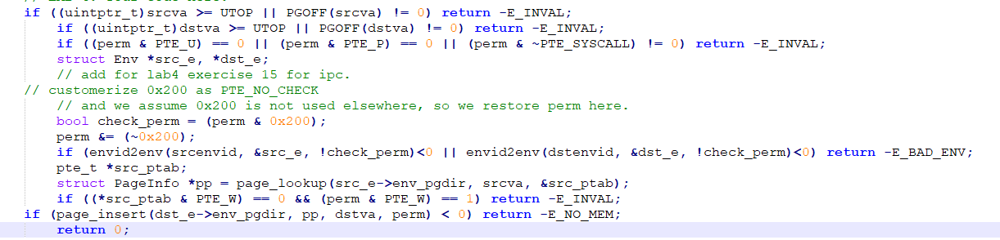 if ((uintptr_t)srcva >= UTOP || PGOFF(srcva) != 0) return -E_INVAL;
if ((uintptr_t)dstva >= UTOP || PGOFF(dstva) != 0) return -E_INVAL;
if ((perm & PTE_U) == 0 || (perm & PTE_P) == 0 || (perm & ~PTE_SYSCALL) != 0) return -E_INVAL;
struct Env *src_e, *dst_e;
// add for lab4 exercise 15 for ipc.
// customerize 0x200 as PTE_NO_CHECK
// and we assume 0x200 is not used elsewhere, so we restore perm here.
bool check_perm = (perm & 0x200);
perm &= (~0x200);
if (envid2env(srcenvid, &src_e, !check_perm)<0 || envid2env(dstenvid, &dst_e, !check_perm)<0) return -E_BAD_ENV;
pte_t *src_ptab;
struct PageInfo *pp = page_lookup(src_e->env_pgdir, srcva, &src_ptab);
if ((*src_ptab & PTE_W) == 0 && (perm & PTE_W) == 1) return -E_INVAL;
if (page_insert(dst_e->env_pgdir, pp, dstva, perm) < 0) return -E_NO_MEM;
return 0;